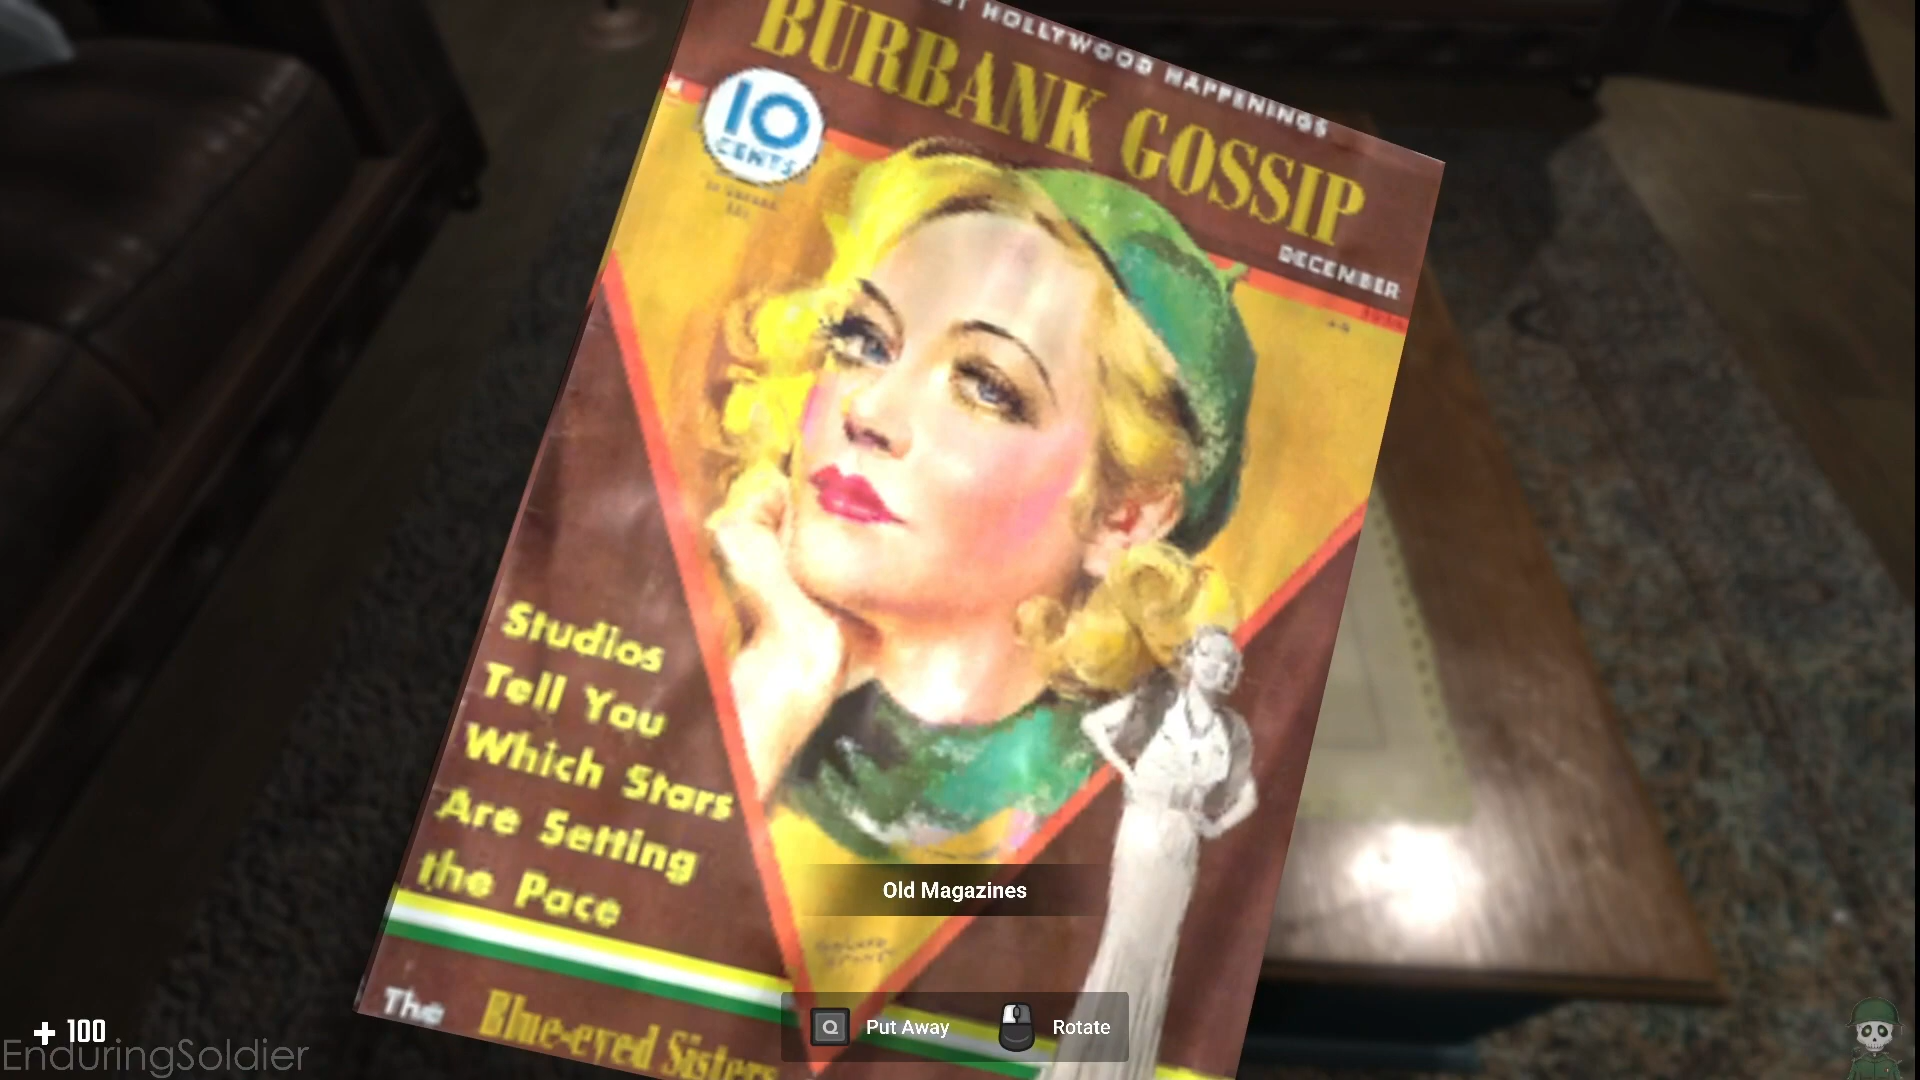 HOLLYWOOD HAPPENINGS
BURBANK GOSSIP
10
CENTS
DECEMBER
Studios
Tell You
Which Stars
Are Setting
the Pace
The Blue-eyed Sisters
Old Magazines
Q Put Away Rotate
+ 100
EnduringSoldier